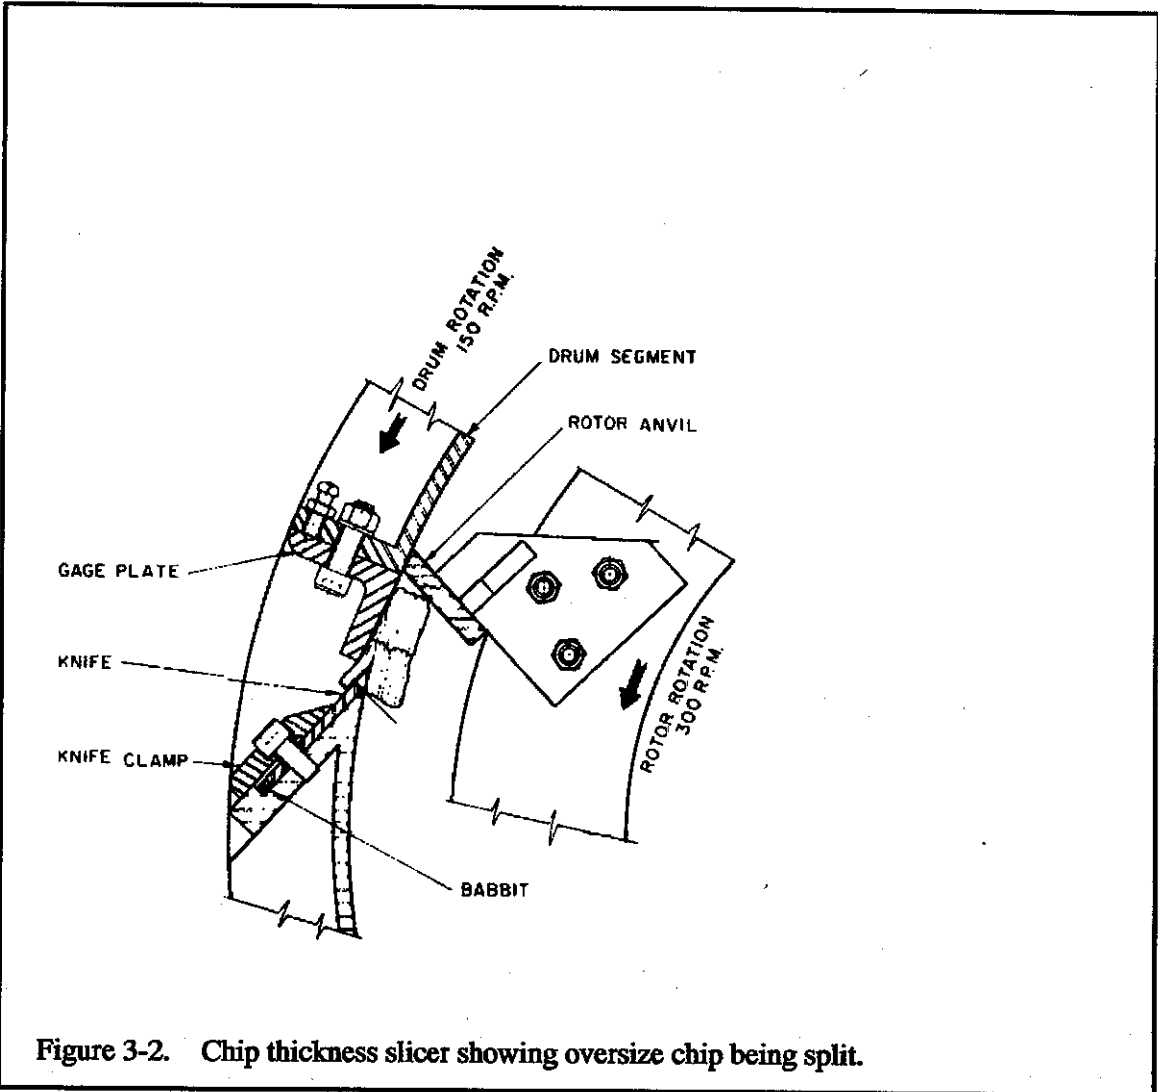 DRUM ROTATION
150 R.P.M.
DRUM SEGMENT
ROTOR ANVIL
GAGE PLATE
KNIFE
ROTOR ROTATION
300 R.P.M.
KNIFE CLAMP
BABBIT
Figure 3-2. Chip thickness slicer showing oversize chip being split.